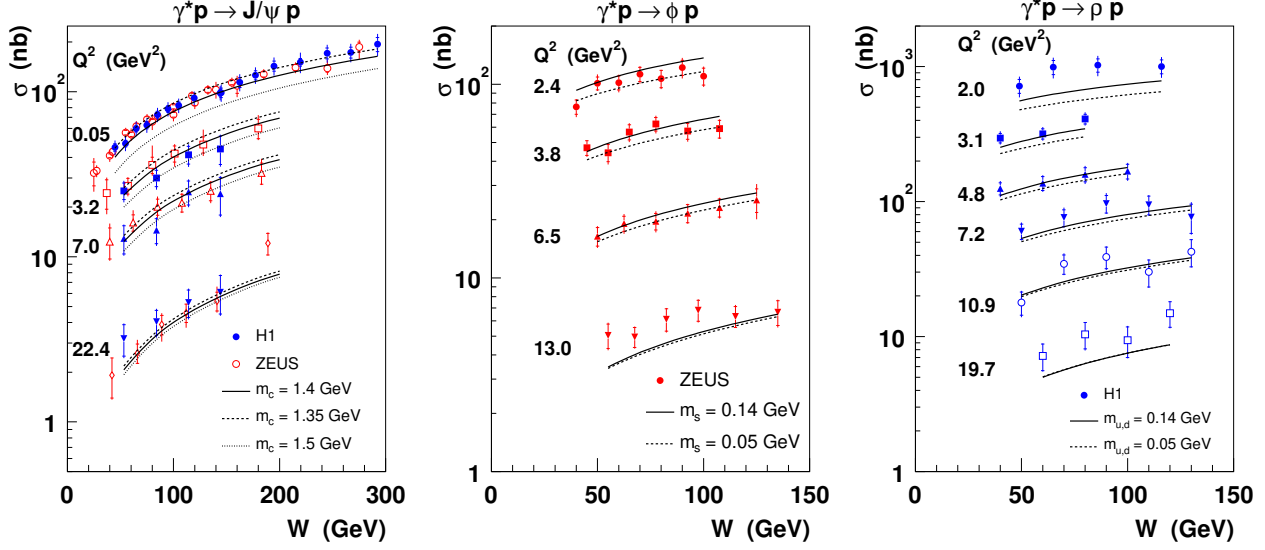 γ*p → J/ψ p
σ (nb)
Q² (GeV²)
10²
0.05
3.2
7.0
10
22.4
H1
ZEUS
m_c = 1.4 GeV
m_c = 1.35 GeV
m_c = 1.5 GeV
1
0 100 200 300
W (GeV)
γ*p → ϕ p
σ (nb)
Q² (GeV²)
2.4
10²
3.8
6.5
10
13.0
ZEUS
m_s = 0.14 GeV
m_s = 0.05 GeV
1
0 50 100 150
W (GeV)
γ*p → ρ p
σ (nb)
Q² (GeV²)
10³
2.0
3.1
4.8
10²
7.2
10.9
10
19.7
H1
m_u,d = 0.14 GeV
m_u,d = 0.05 GeV
1
0 50 100 150
W (GeV)